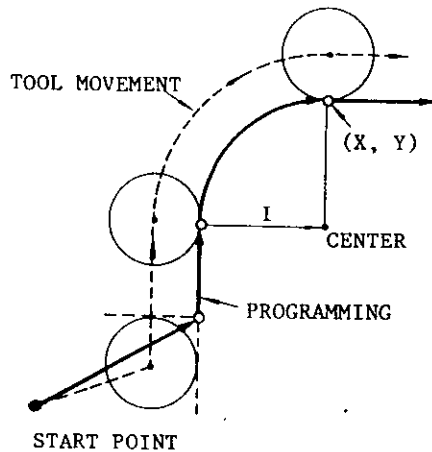 TOOL MOVEMENT
(X, Y)
I
CENTER
PROGRAMMING
START POINT